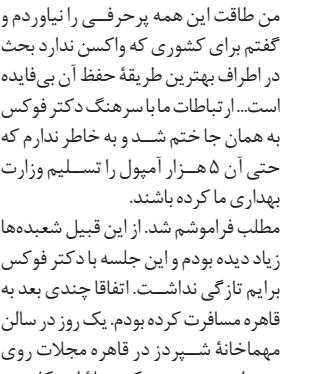 من طاقت این همه پرحرفی را نیاوردم و
گفتم برای کشوری که واکسن ندارد بحث
در اطراف بهترین طریقهٔ حفظ آن بی‌فایده
است... ارتباطات ما با سرهنگ دکتر فوکس
به همان جا ختم شد و به خاطر ندارم که
حتی آن ۵ هزار آمپول را تسلیم وزارت
بهداری ما کرده باشند.
مطلب فراموشم شد. از این قبیل شعبده‌ها
زیاد دیده بودم و این جلسه با دکتر فوکس
برایم تازگی نداشت. اتفاقا چندی بعد به
قاهره مسافرت کرده بودم. یک روز در سالن
مهماخانهٔ شپردز در قاهره مجلات روی